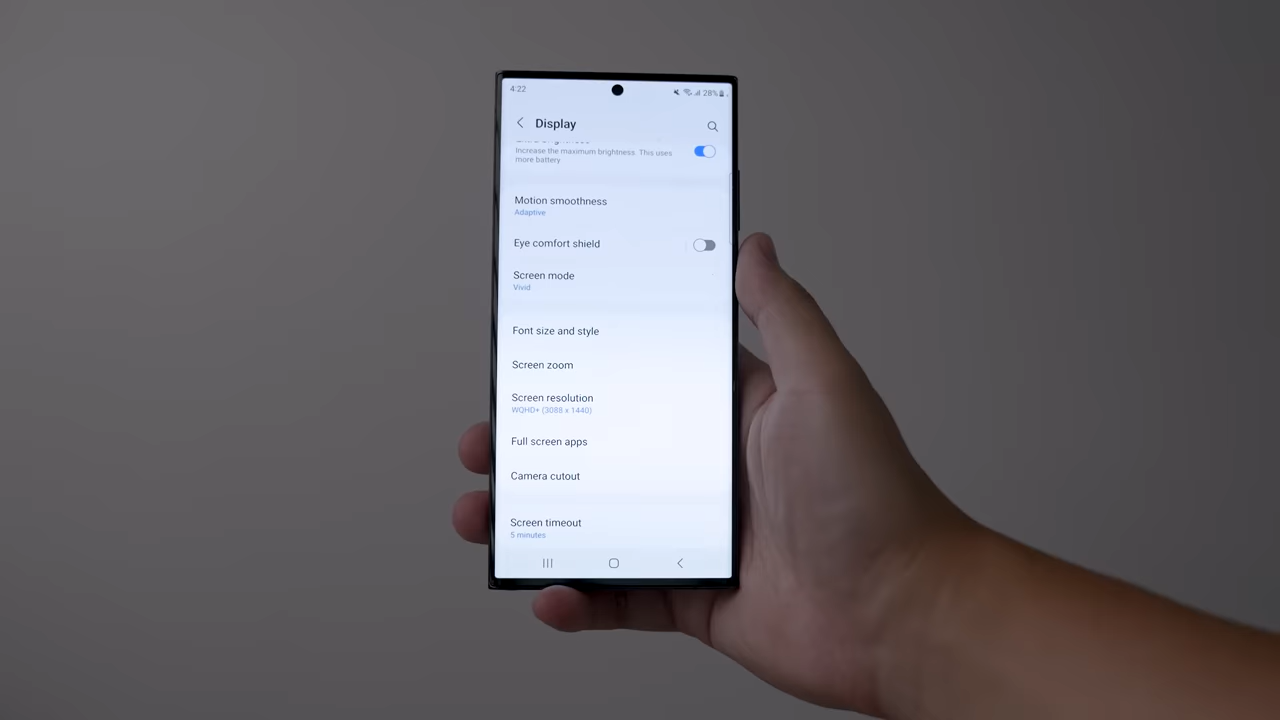 4:22
28%
Display
Increase the maximum brightness. This uses
more battery
Motion smoothness
Adaptive
Eye comfort shield
Screen mode
Vivid
Font size and style
Screen zoom
Screen resolution
WQHD+ (3088 x 1440)
Full screen apps
Camera cutout
Screen timeout
5 minutes